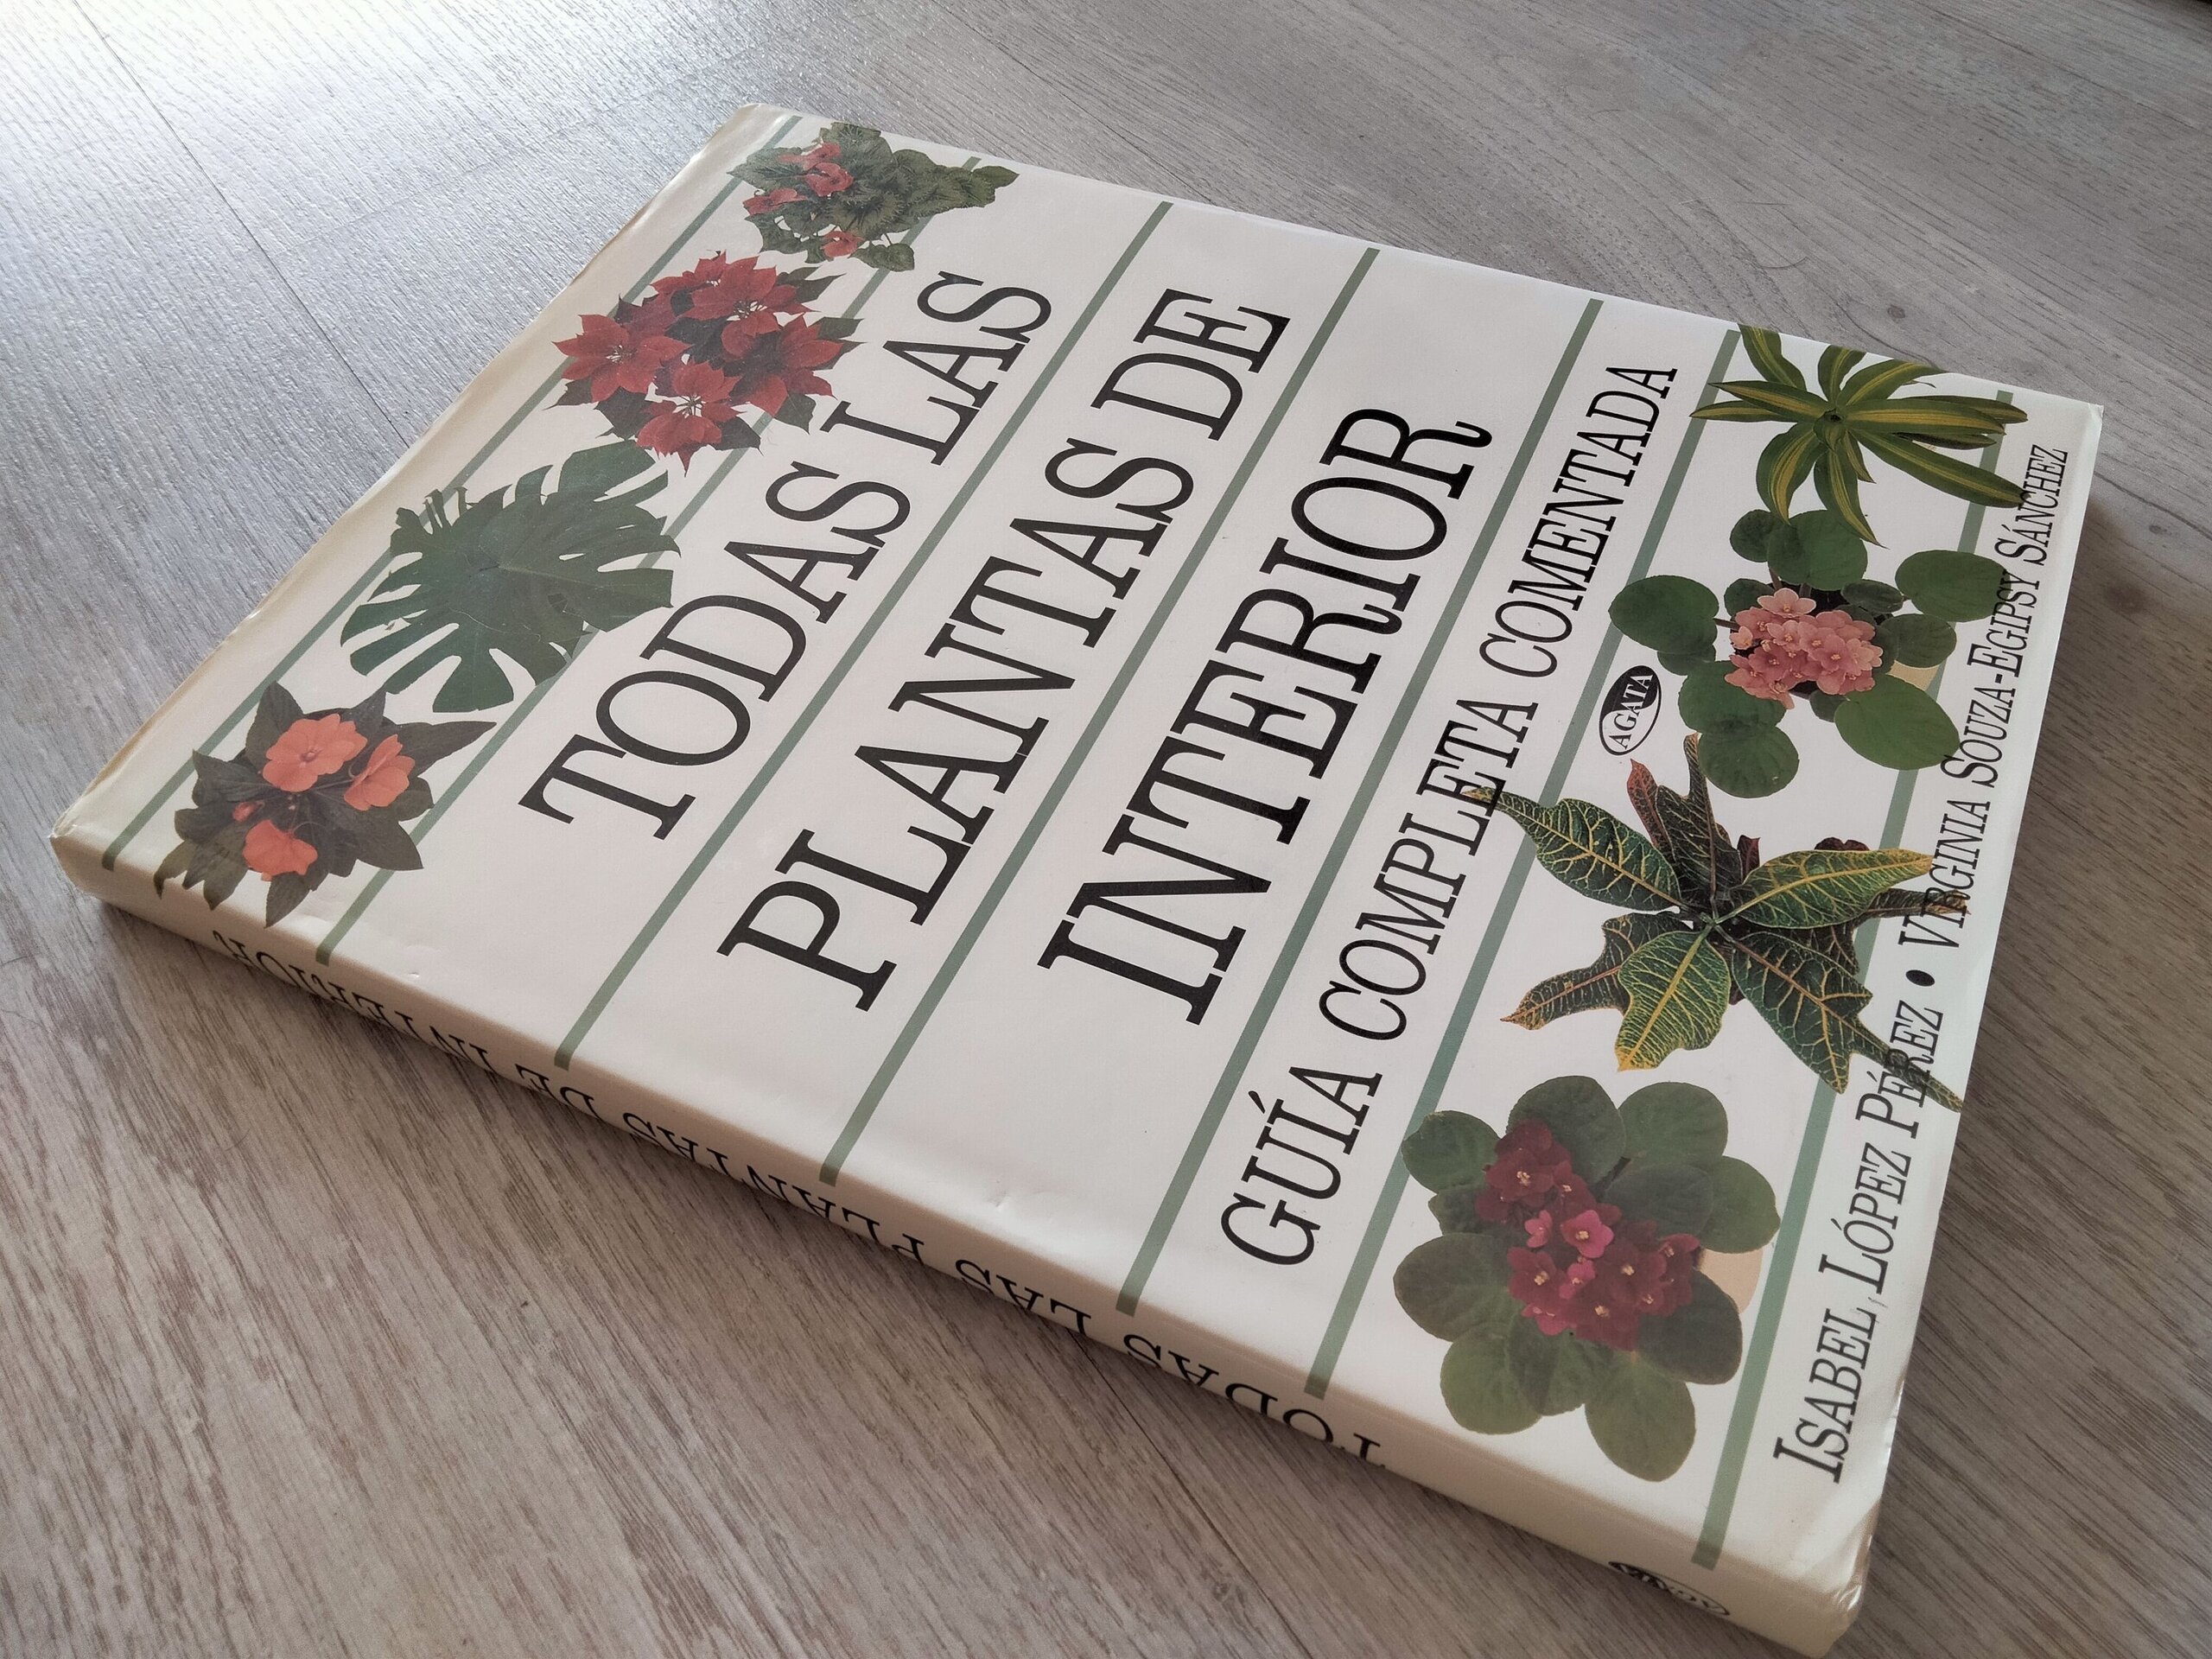 TODAS LAS
PLANTAS DE
INTERIOR
GUÍA COMPLETA COMENTADA
AGATA
ISABEL LÓPEZ PÉREZ • VIRGINIA SOUZA-EGIPSY SÁNCHEZ
TODAS LAS PLANTAS DE INTERIOR
AGATA